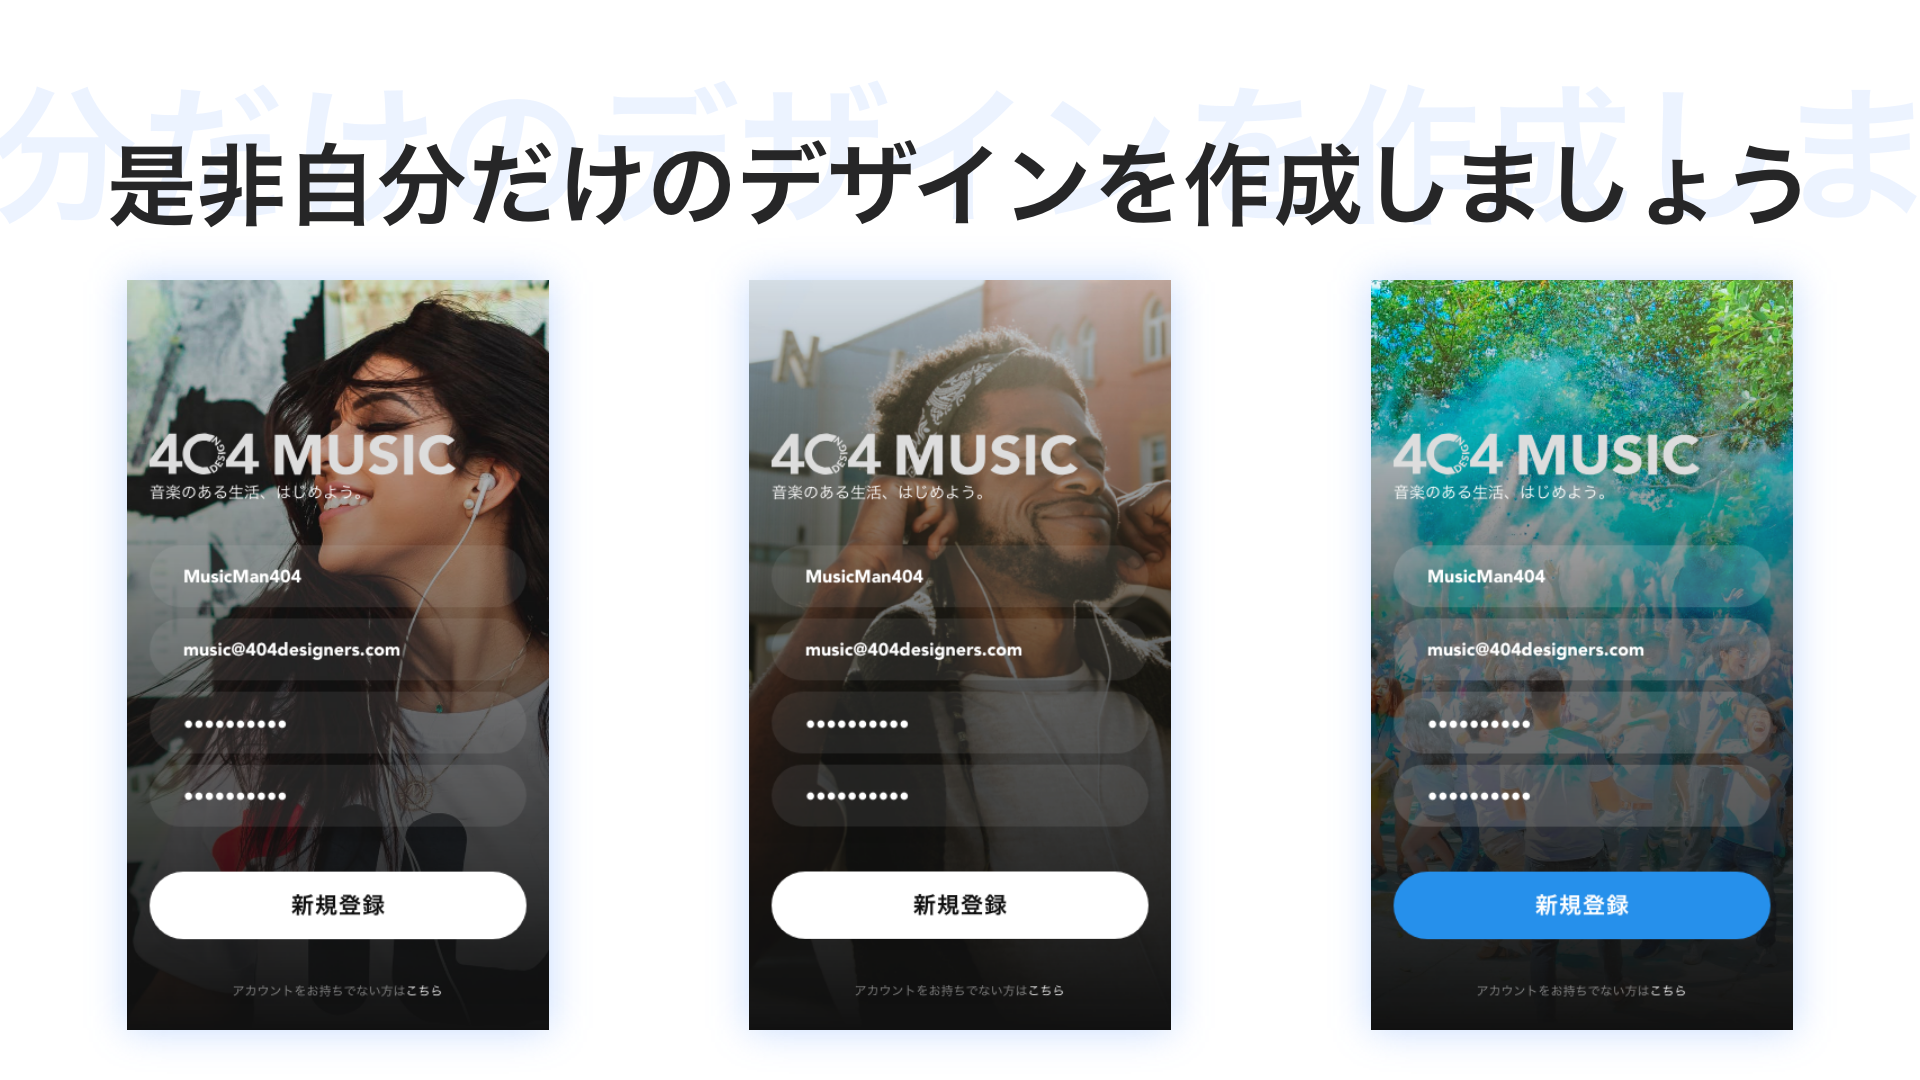 分だけのデザインを作成しま
是非自分だけのデザインを作成しましょう
404 MUSIC
DESIGN
音楽のある生活、はじめよう。
MusicMan404
music@404designers.com
••••••••••
••••••••••
新規登録
アカウントをお持ちでない方はこちら
N
404 MUSIC
DESIGN
音楽のある生活、はじめよう。
MusicMan404
music@404designers.com
••••••••••
••••••••••
新規登録
アカウントをお持ちでない方はこちら
404 MUSIC
DESIGN
音楽のある生活、はじめよう。
MusicMan404
music@404designers.com
••••••••••
••••••••••
新規登録
アカウントをお持ちでない方はこちら